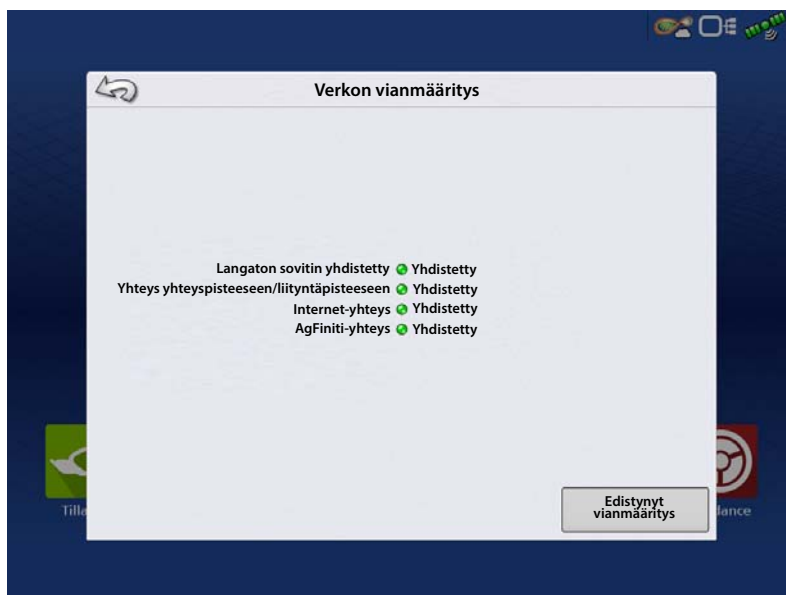 Verkon vianmääritys
Langaton sovitin yhdistetty Yhdistetty
Yhteys yhteyspisteeseen/liityntäpisteeseen Yhdistetty
Internet-yhteys Yhdistetty
AgFiniti-yhteys Yhdistetty
Edistynyt
vianmääritys